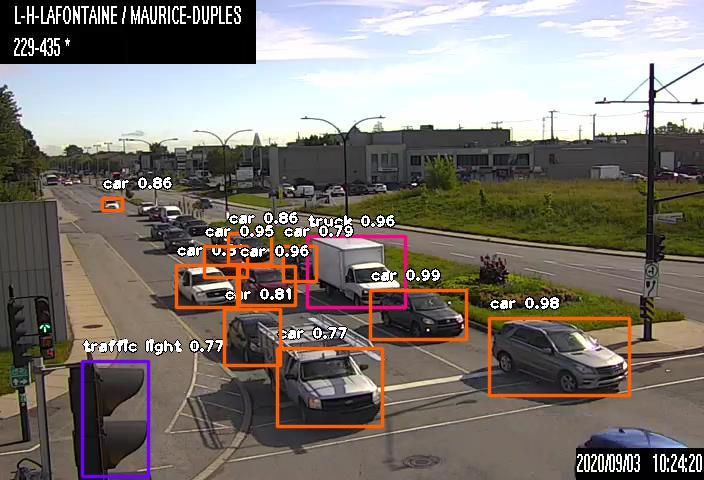 L-H-LAFONTAINE / MAURICE-DUPLES
229-435 *
car 0.86
car 0.86
truck 0.96
car 0.95
car 0.79
car 0.96
car 0.99
car 0.81
car 0.98
car 0.77
traffic light 0.77
2020/09/03 10:24:20